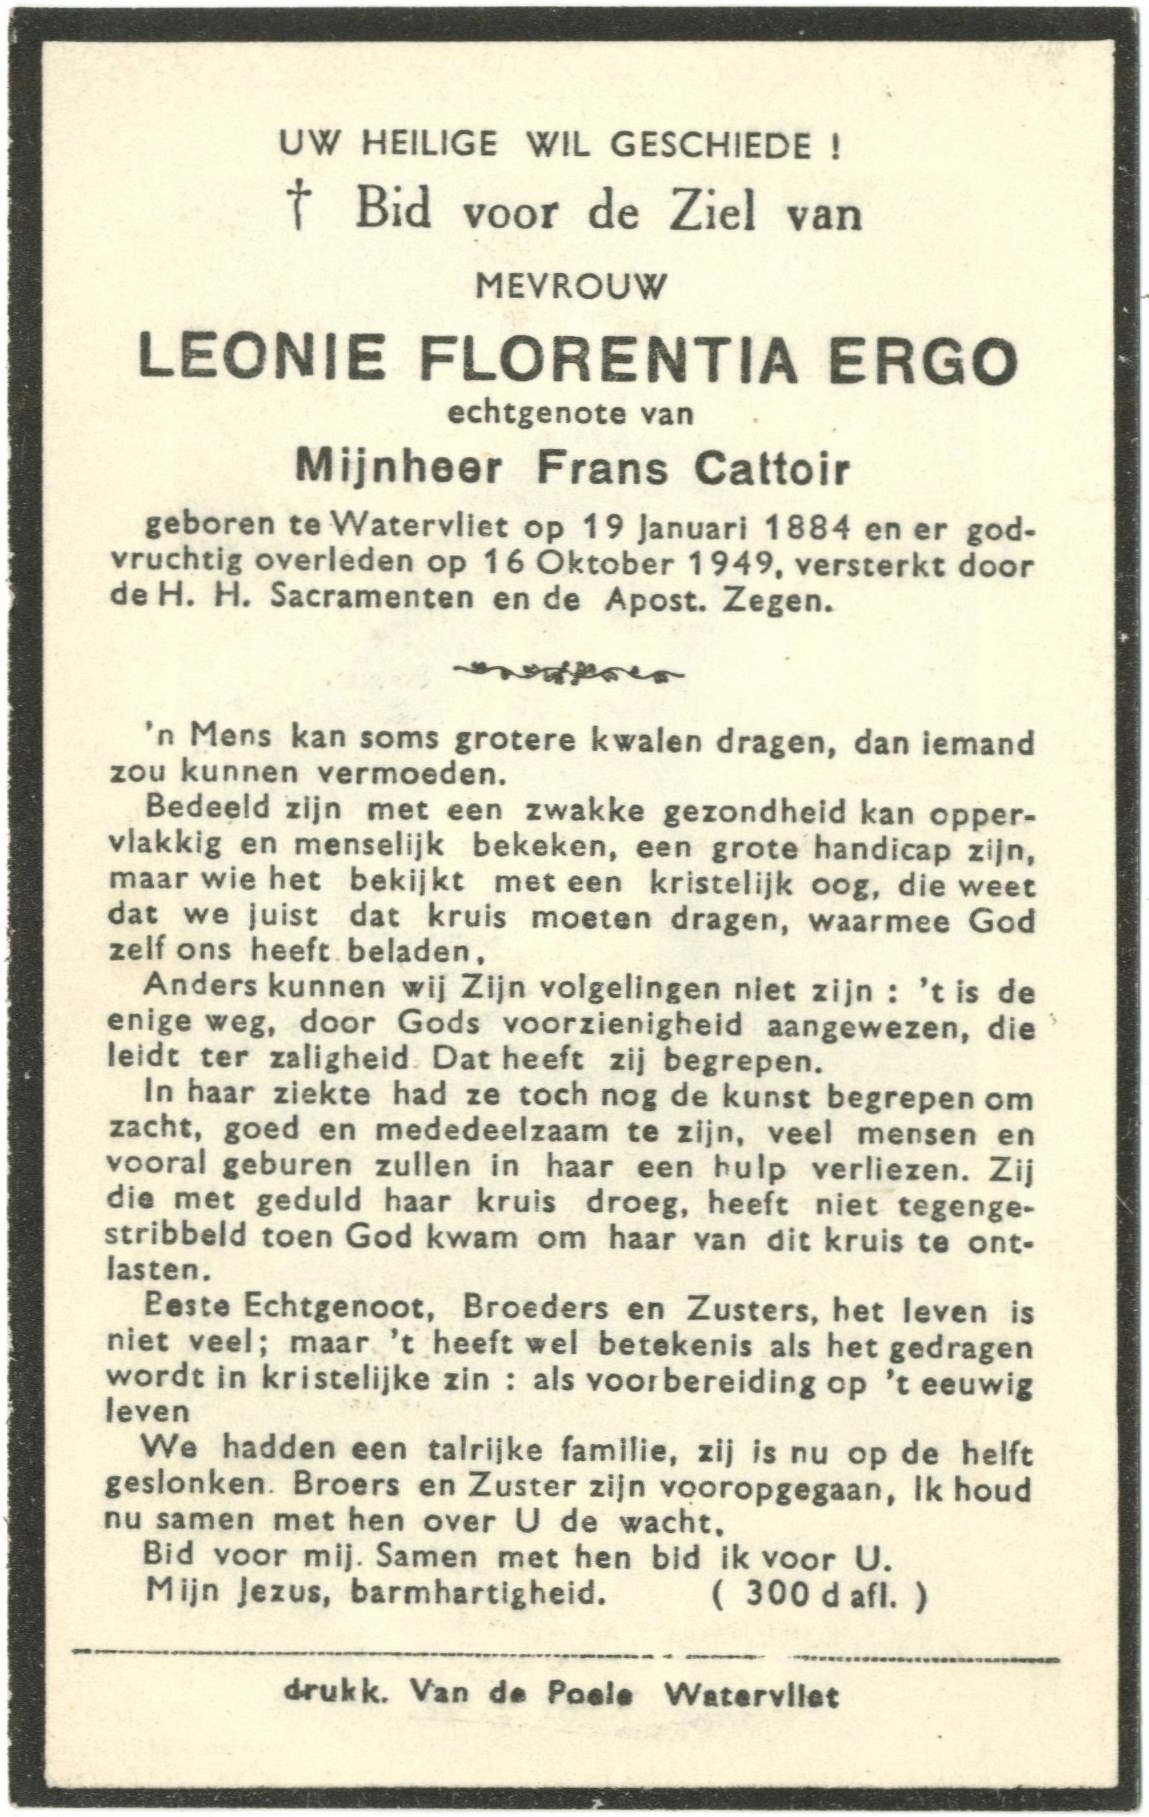 UW HEILIGE WIL GESCHIEDE !
† Bid voor de Ziel van
MEVROUW
LEONIE FLORENTIA ERGO
echtgenote van
Mijnheer Frans Cattoir
geboren te Watervliet op 19 Januari 1884 en er god-
vruchtig overleden op 16 Oktober 1949, versterkt door
de H. H. Sacramenten en de Apost. Zegen.
'n Mens kan soms grotere kwalen dragen, dan iemand
zou kunnen vermoeden.
Bedeeld zijn met een zwakke gezondheid kan opper-
vlakkig en menselijk bekeken, een grote handicap zijn,
maar wie het bekijkt met een kristelijk oog, die weet
dat we juist dat kruis moeten dragen, waarmee God
zelf ons heeft beladen.
Anders kunnen wij Zijn volgelingen niet zijn : 't is de
enige weg, door Gods voorzienigheid aangewezen, die
leidt ter zaligheid. Dat heeft zij begrepen.
In haar ziekte had ze toch nog de kunst begrepen om
zacht, goed en mededeelzaam te zijn, veel mensen en
vooral geburen zullen in haar een hulp verliezen. Zij
die met geduld haar kruis droeg, heeft niet tegenge-
stribbeld toen God kwam om haar van dit kruis te ont-
lasten.
Beste Echtgenoot, Broeders en Zusters, het leven is
niet veel; maar 't heeft wel betekenis als het gedragen
wordt in kristelijke zin : als voorbereiding op 't eeuwig
leven
We hadden een talrijke familie, zij is nu op de helft
geslonken. Broers en Zuster zijn vooropgegaan, Ik houd
nu samen met hen over U de wacht.
Bid voor mij. Samen met hen bid ik voor U.
Mijn Jezus, barmhartigheid. ( 300 d afl. )
drukk. Van de Poele Watervliet